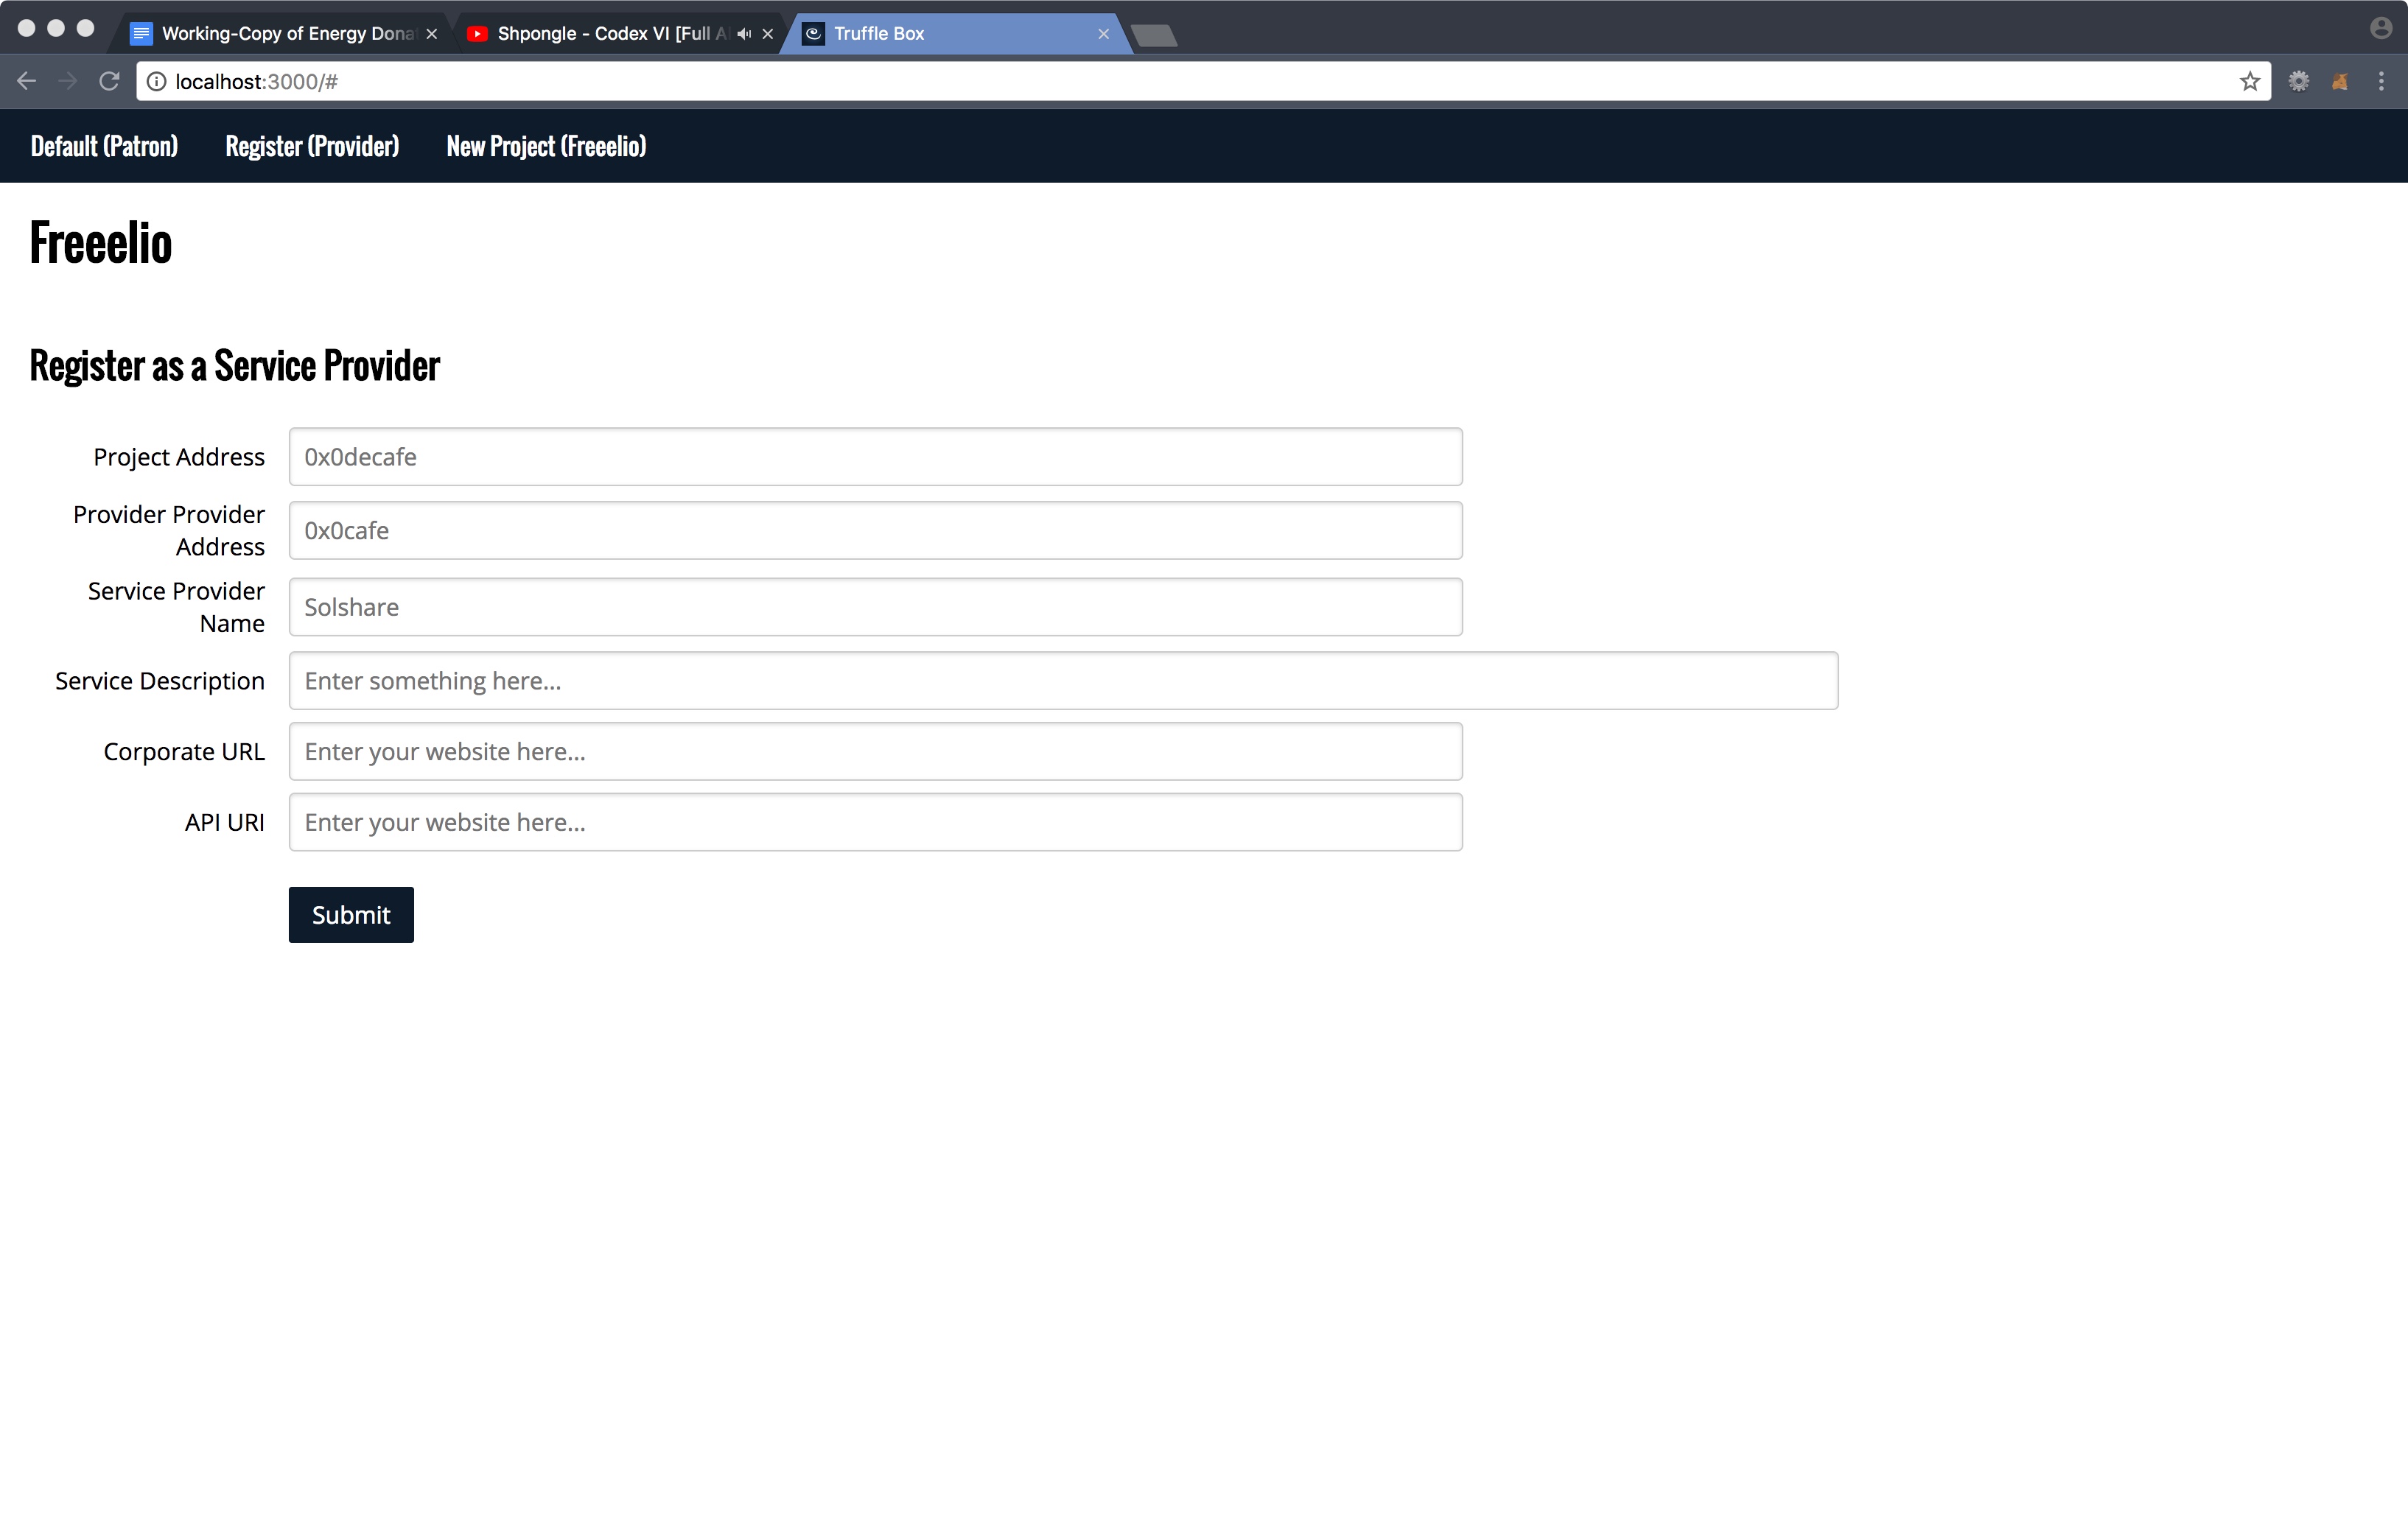 Working-Copy of Energy Dona
Shpongle - Codex VI [Full A
Truffle Box
localhost:3000/#
Default (Patron)
Register (Provider)
New Project (Freeelio)
Freeelio
Register as a Service Provider
Project Address
0x0decafe
Provider Provider
Address
0x0cafe
Service Provider
Name
Solshare
Service Description
Enter something here...
Corporate URL
Enter your website here...
API URI
Enter your website here...
Submit